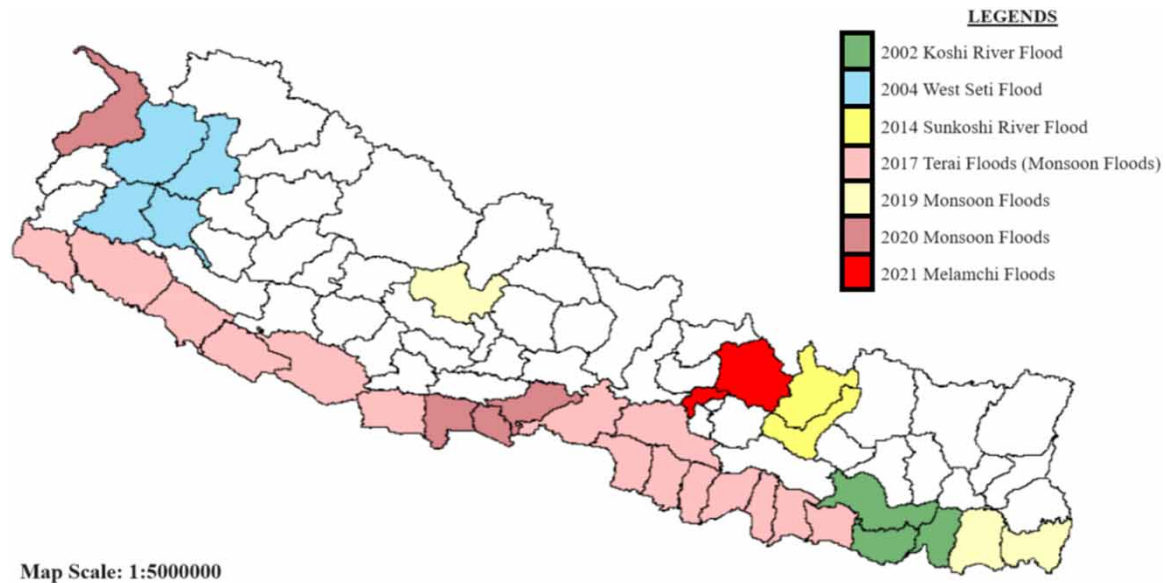 LEGENDS
2002 Koshi River Flood
2004 West Seti Flood
2014 Sunkoshi River Flood
2017 Terai Floods (Monsoon Floods)
2019 Monsoon Floods
2020 Monsoon Floods
2021 Melamchi Floods
Map Scale: 1:5000000